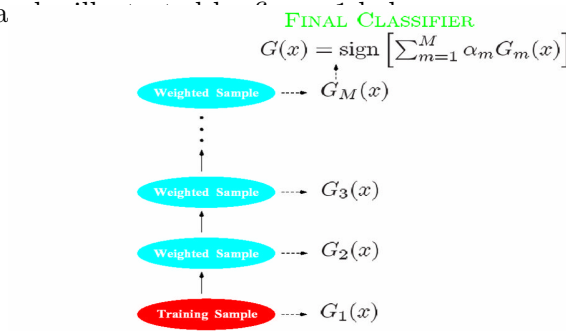 a
FINAL CLASSIFIER
G(x) = sign [∑_{m=1}^{M} α_m G_m(x)]
Weighted Sample G_M(x)
Weighted Sample G_3(x)
Weighted Sample G_2(x)
Training Sample G_1(x)